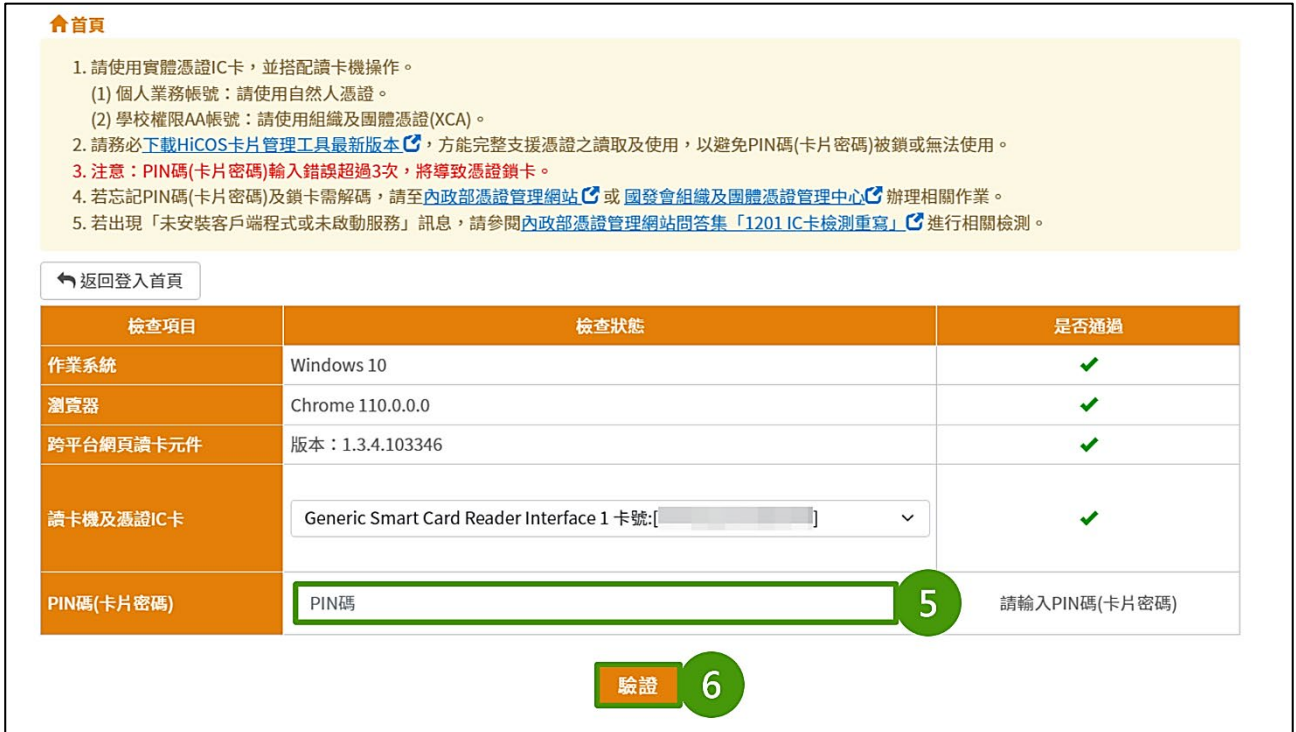 首頁
1. 請使用實體憑證IC卡，並搭配讀卡機操作。
(1) 個人業務帳號：請使用自然人憑證。
(2) 學校權限AA帳號：請使用組織及團體憑證(XCA)。
2. 請務必下載HiCOS卡片管理工具最新版本，方能完整支援憑證之讀取及使用，以避免PIN碼(卡片密碼)被鎖或無法使用。
3. 注意：PIN碼(卡片密碼)輸入錯誤超過3次，將導致憑證鎖卡。
4. 若忘記PIN碼(卡片密碼)及鎖卡需解碼，請至內政部憑證管理網站 或 國發會組織及團體憑證管理中心 辦理相關作業。
5. 若出現「未安裝客戶端程式或未啟動服務」訊息，請參閱內政部憑證管理網站問答集「1201 IC卡檢測重寫」 進行相關檢測。
返回登入首頁
檢查項目 檢查狀態 是否通過
作業系統 Windows 10
瀏覽器 Chrome 110.0.0.0
跨平台網頁讀卡元件 版本：1.3.4.103346
讀卡機及憑證IC卡 Generic Smart Card Reader Interface 1 卡號:[ ]
PIN碼(卡片密碼) PIN碼 5 請輸入PIN碼(卡片密碼)
驗證 6